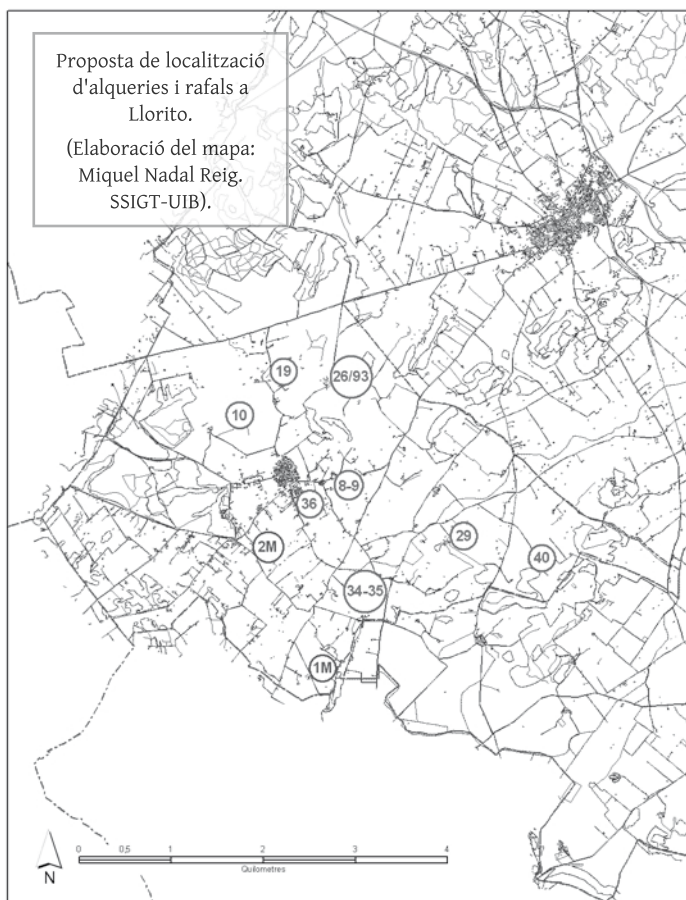 Proposta de localització
d'alqueries i rafals a
Llorito.
(Elaboració del mapa:
Miquel Nadal Reig.
SSIGT-UIB).
19
26/93
10
8-9
36
2M
29
40
34-35
1M
0 0,5 1 2 3 4
Quilometres
N